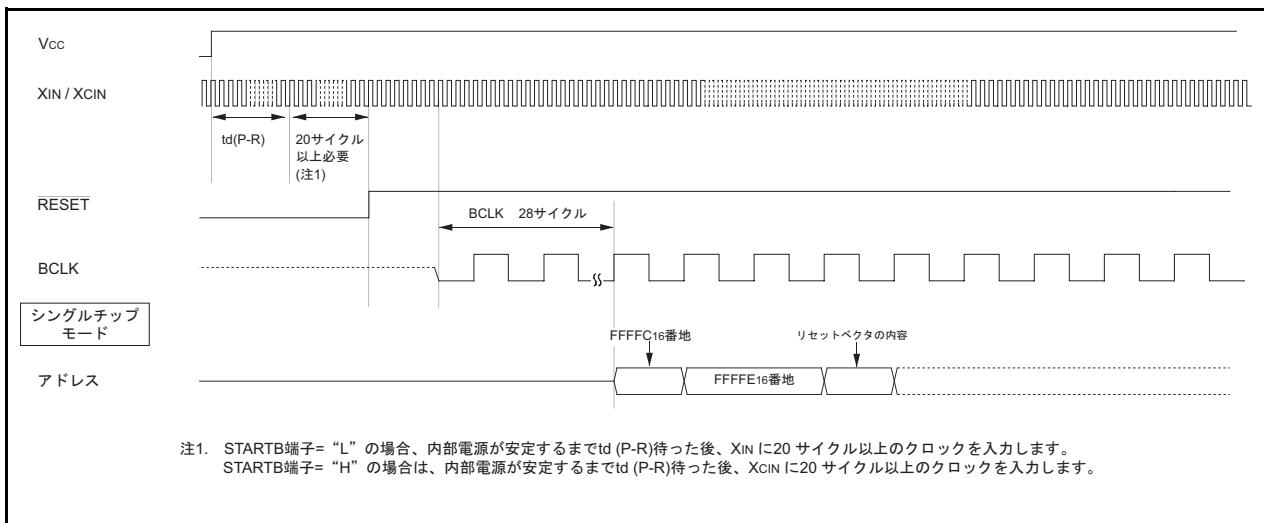 VCC
XIN / XCIN
td(P-R)
20サイクル
以上必要
(注1)
RESET
BCLK 28サイクル
BCLK
シングルチップ
モード
FFFFC16番地
リセットベクタの内容
アドレス
FFFFE16番地
注1. STARTB端子= “L” の場合、内部電源が安定するまでtd (P-R)待った後、XIN に20 サイクル以上のクロックを入力します。
STARTB端子= “H” の場合は、内部電源が安定するまでtd (P-R)待った後、XCIN に20 サイクル以上のクロックを入力します。